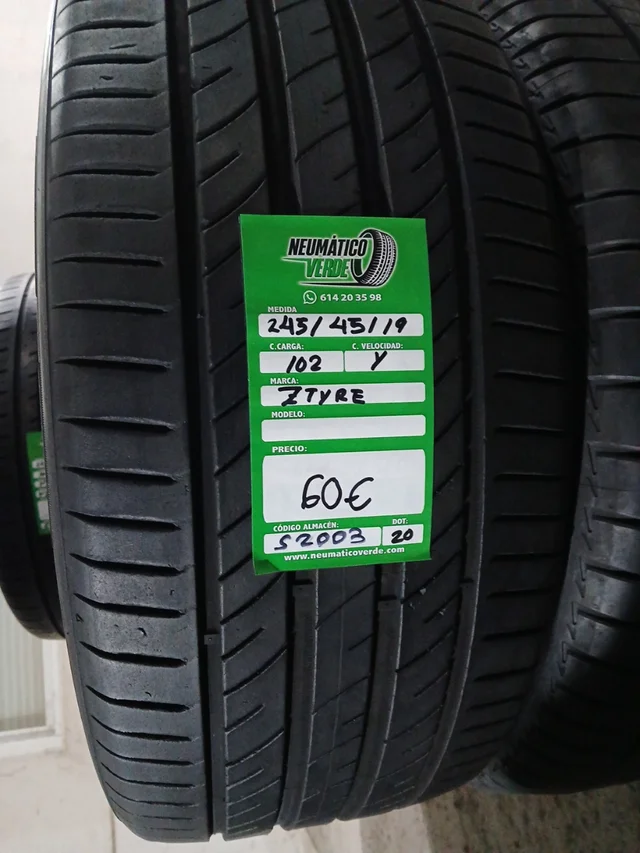 NEUMÁTICO
VERDE
614 20 35 98
MEDIDA
245/45/19
C.CARGA: C. VELOCIDAD:
102 Y
MARCA:
ZTYRE
MODELO:
PRECIO:
60€
CÓDIGO ALMACÉN: DOT:
S2003 20
www.neumaticoverde.com